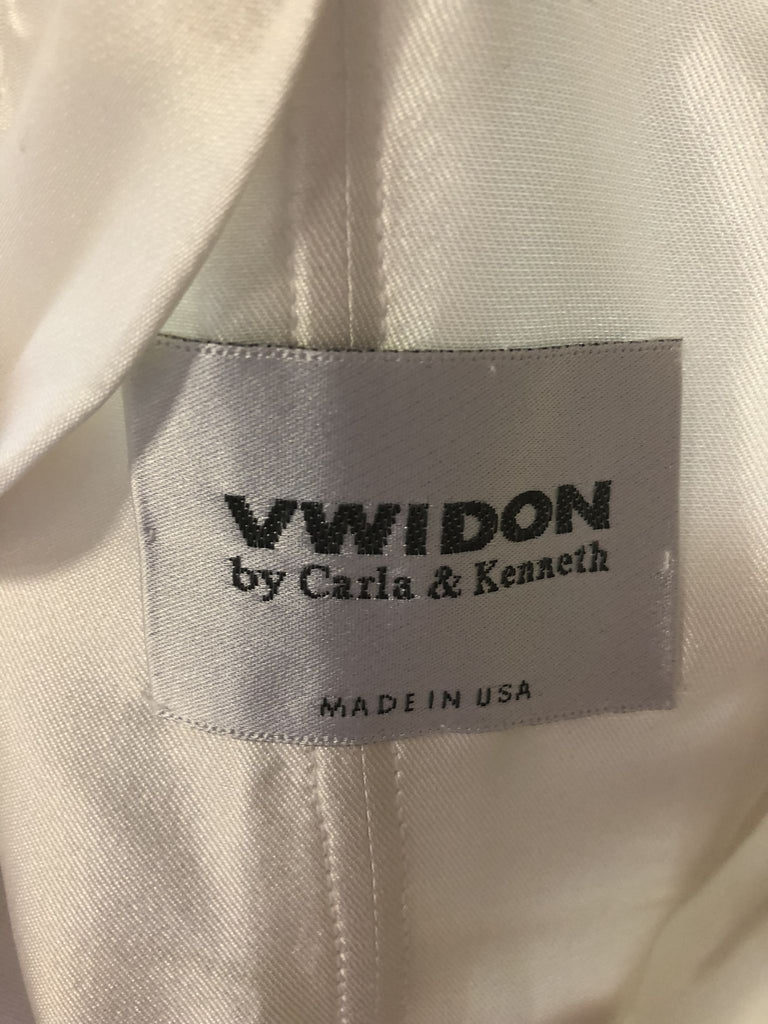 VWIDON
by Carla & Kenneth
MADE IN USA